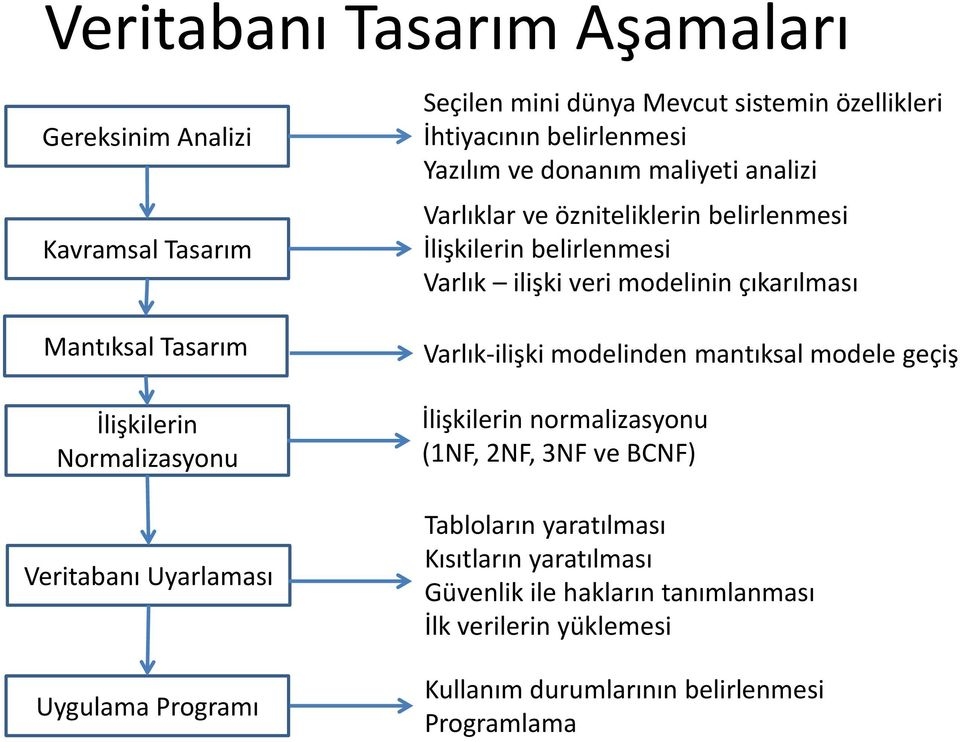 Veritabanı Tasarım Aşamaları
Gereksinim Analizi
Seçilen mini dünya Mevcut sistemin özellikleri
İhtiyacının belirlenmesi
Yazılım ve donanım maliyeti analizi
Kavramsal Tasarım
Varlıklar ve özniteliklerin belirlenmesi
İlişkilerin belirlenmesi
Varlık – ilişki veri modelinin çıkarılması
Mantıksal Tasarım
Varlık-ilişki modelinden mantıksal modele geçiş
İlişkilerin
Normalizasyonu
İlişkilerin normalizasyonu
(1NF, 2NF, 3NF ve BCNF)
Veritabanı Uyarlaması
Tabloların yaratılması
Kısıtların yaratılması
Güvenlik ile hakların tanımlanması
İlk verilerin yüklemesi
Uygulama Programı
Kullanım durumlarının belirlenmesi
Programlama